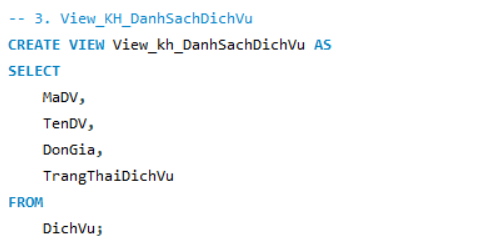 -- 3. View_KH_DanhSachDichVu
CREATE VIEW View_kh_DanhSachDichVu AS
SELECT
    MaDV,
    TenDV,
    DonGia,
    TrangThaiDichVu
FROM
    DichVu;